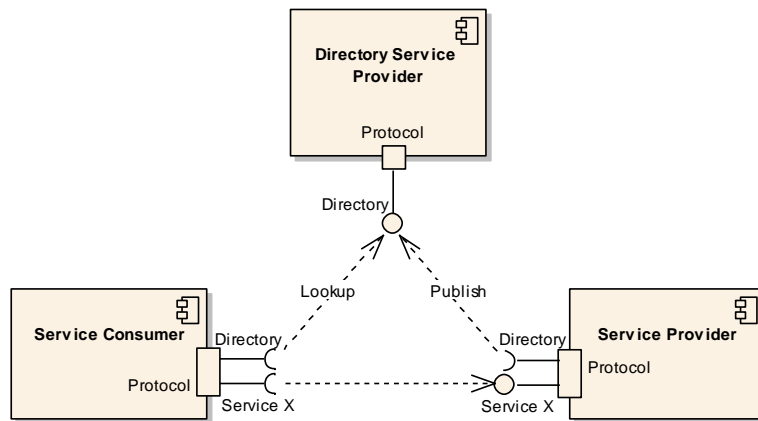 Directory Service
Provider
Protocol
Directory
Lookup
Publish
Service Consumer
Directory
Protocol
Service X
Service Provider
Directory
Protocol
Service X